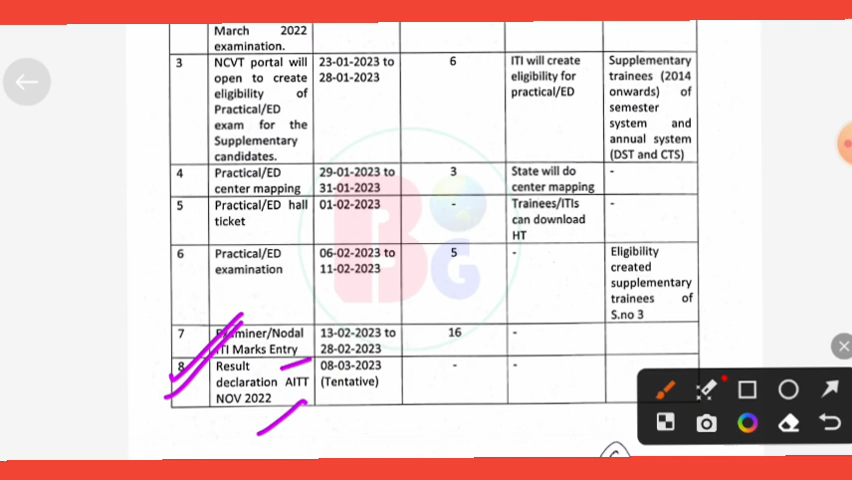 March 2022
examination.
3 NCVT portal will 23-01-2023 to 6 ITI will create Supplementary
open to create 28-01-2023 eligibility for trainees (2014
eligibility of practical/ED onwards) of
Practical/ED semester
exam for the system and
Supplementary annual system
candidates. (DST and CTS)
4 Practical/ED 29-01-2023 to 3 State will do -
center mapping 31-01-2023 center mapping
5 Practical/ED hall 01-02-2023 - Trainees/ITIs -
ticket can download
HT
6 Practical/ED 06-02-2023 to 5 - Eligibility
examination 11-02-2023 created
supplementary
trainees of
S.no 3
7 Examiner/Nodal 13-02-2023 to 16 -
ITI Marks Entry 28-02-2023
8 Result 08-03-2023 - -
declaration AITT (Tentative)
NOV 2022
BOG